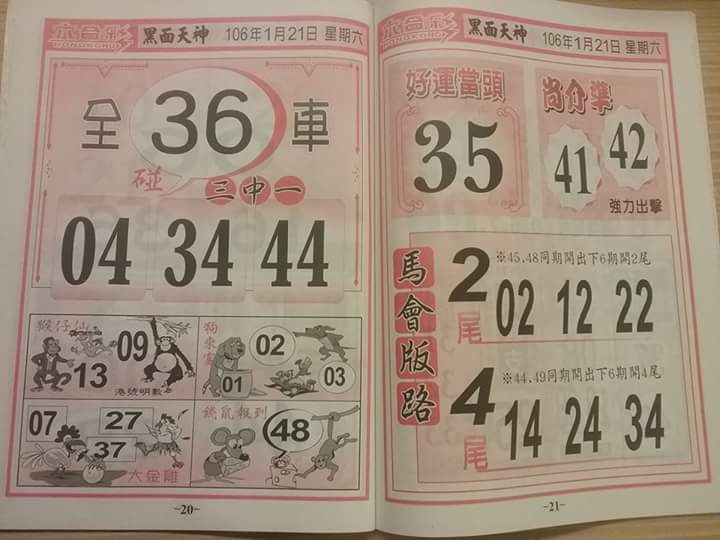 六合彩 HONGKONG 黑面天神 106年1月21日 星期六
全 36 車
碰
三中一
04 34 44
猴仔仙
09
13
港號明數
狗來富
02
01
03
07
27
37
大金雞
錢鼠報到
48
-20-
六合彩 HONGKONG 黑面天神 106年1月21日 星期六
好運當頭
35
尚介準
41 42
強力出擊
馬會版路
2尾
※45.48同期開出下6期開2尾
02 12 22
4尾
※44.49同期開出下6期開4尾
14 24 34
-21-